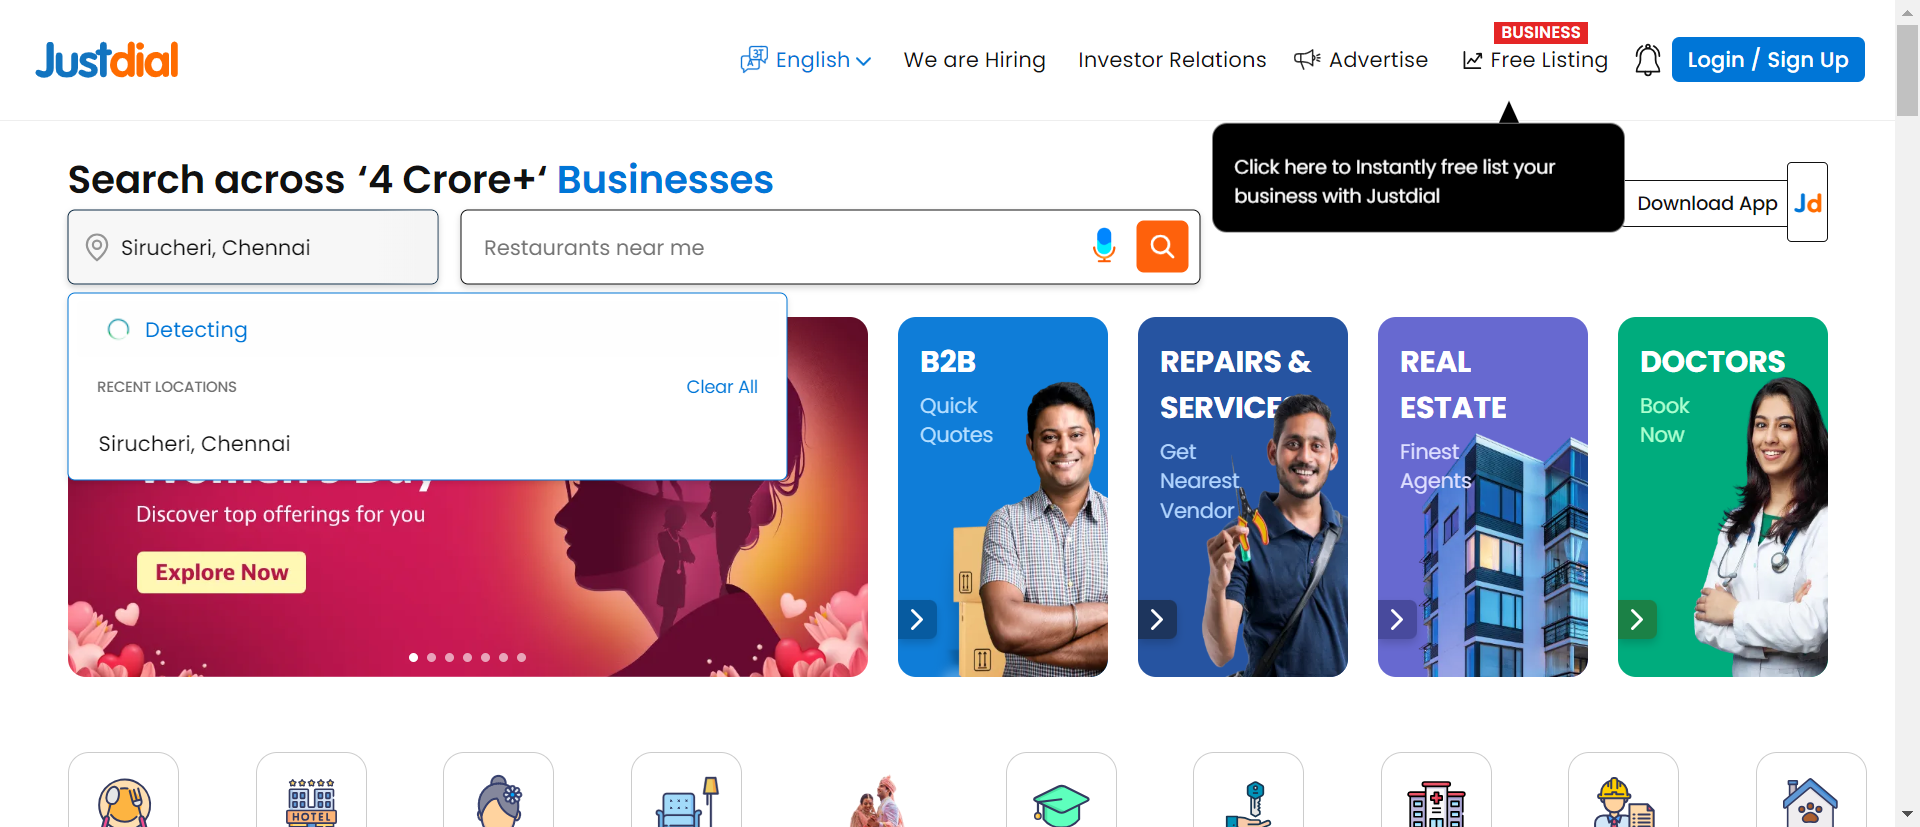 Justdial
English
We are Hiring
Investor Relations
Advertise
BUSINESS
Free Listing
Login / Sign Up
Click here to Instantly free list your
business with Justdial
Download App
Jd
Search across ‘4 Crore+‘ Businesses
Sirucheri, Chennai
Restaurants near me
Detecting
RECENT LOCATIONS
Clear All
Sirucheri, Chennai
Women's Day
Discover top offerings for you
Explore Now
B2B
Quick
Quotes
REPAIRS &
SERVICES
Get
Nearest
Vendor
REAL
ESTATE
Finest
Agents
DOCTORS
Book
Now
HOTEL